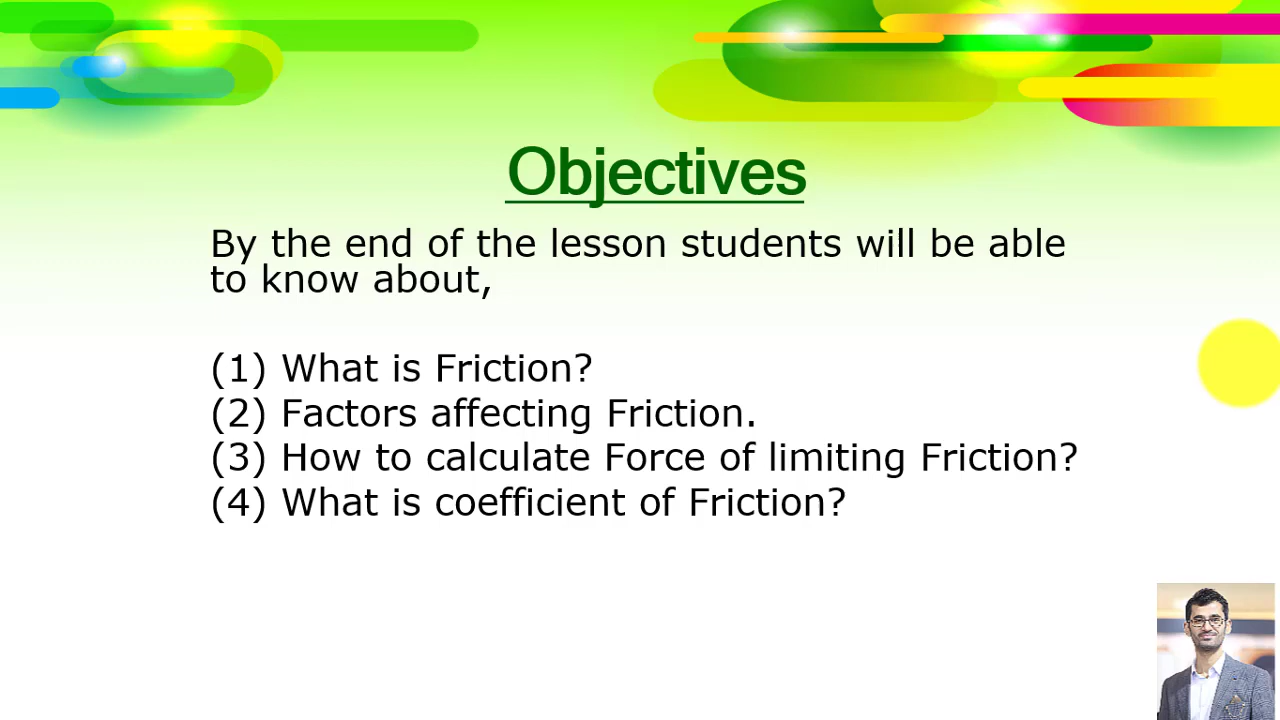 Objectives
By the end of the lesson students will be able
to know about,
(1) What is Friction?
(2) Factors affecting Friction.
(3) How to calculate Force of limiting Friction?
(4) What is coefficient of Friction?